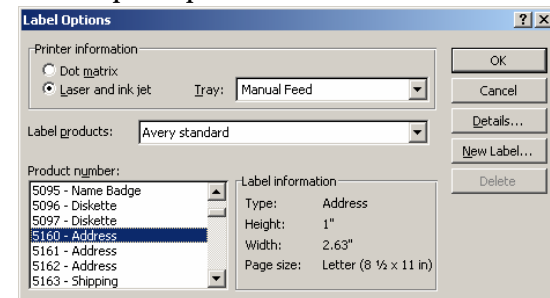 Label Options
Printer information
Dot matrix
Laser and ink jet
Tray: Manual Feed
Label products: Avery standard
Product number:
5095 - Name Badge
5096 - Diskette
5097 - Diskette
5160 - Address
5161 - Address
5162 - Address
5163 - Shipping
Label information
Type: Address
Height: 1"
Width: 2.63"
Page size: Letter (8 ½ x 11 in)
OK
Cancel
Details...
New Label...
Delete